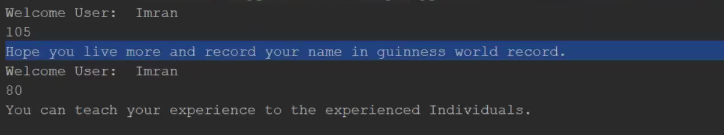 Welcome User:  Imran
105
Hope you live more and record your name in guinness world record.
Welcome User:  Imran
80
You can teach your experience to the experienced Individuals.